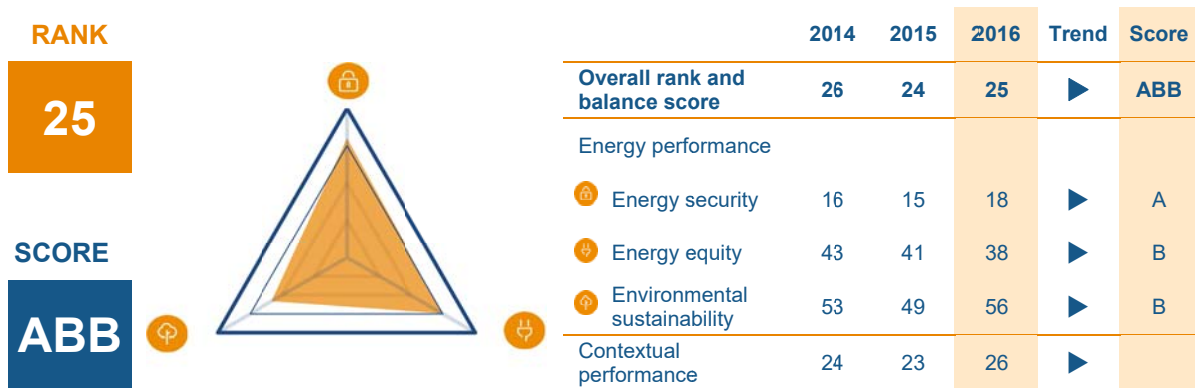 RANK
25
SCORE
ABB
2014 2015 2016 Trend Score
Overall rank and
balance score 26 24 25 ▶ ABB
Energy performance
Energy security 16 15 18 ▶ A
Energy equity 43 41 38 ▶ B
Environmental
sustainability 53 49 56 ▶ B
Contextual
performance 24 23 26 ▶